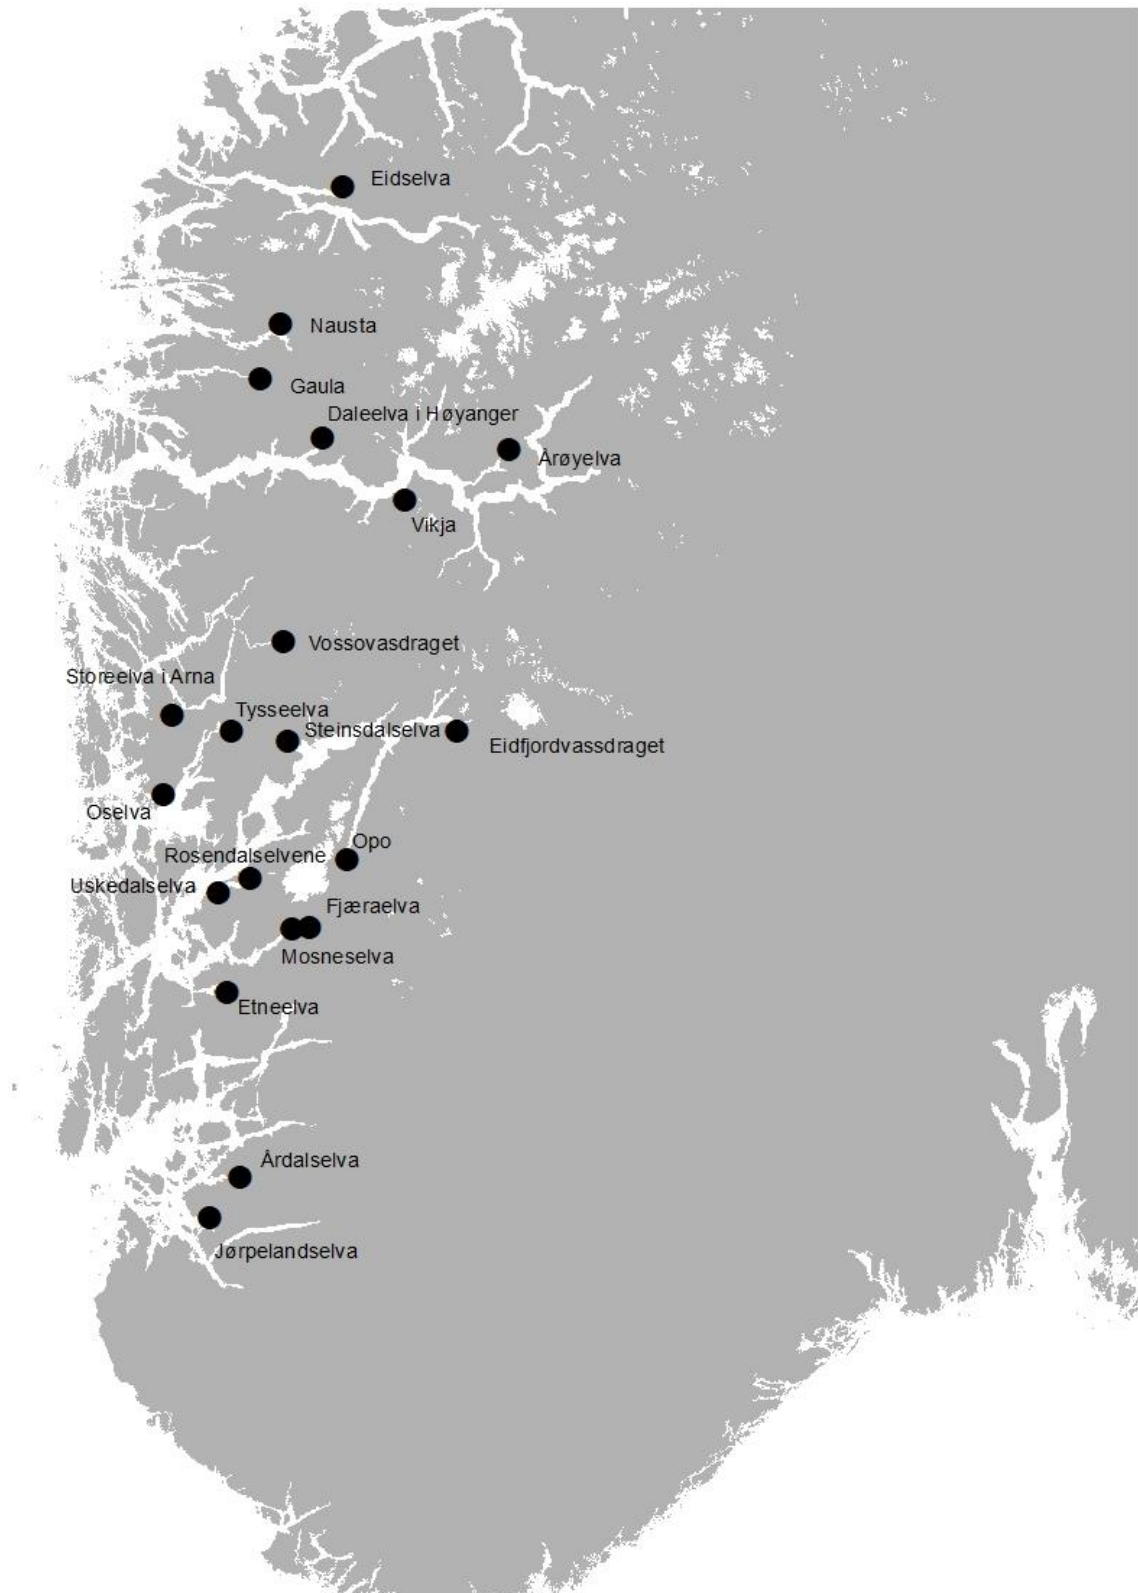 Eidselva
Nausta
Gaula
Daleelva i Høyanger
Årøyelva
Vikja
Vossovasdraget
Storeelva i Arna
Tysseelva
Steinsdalselva
Eidfjordvassdraget
Oselva
Opo
Rosendalselvene
Uskedalselva
Fjæraelva
Mosneselva
Etneelva
Årdalselva
Jørpelandselva